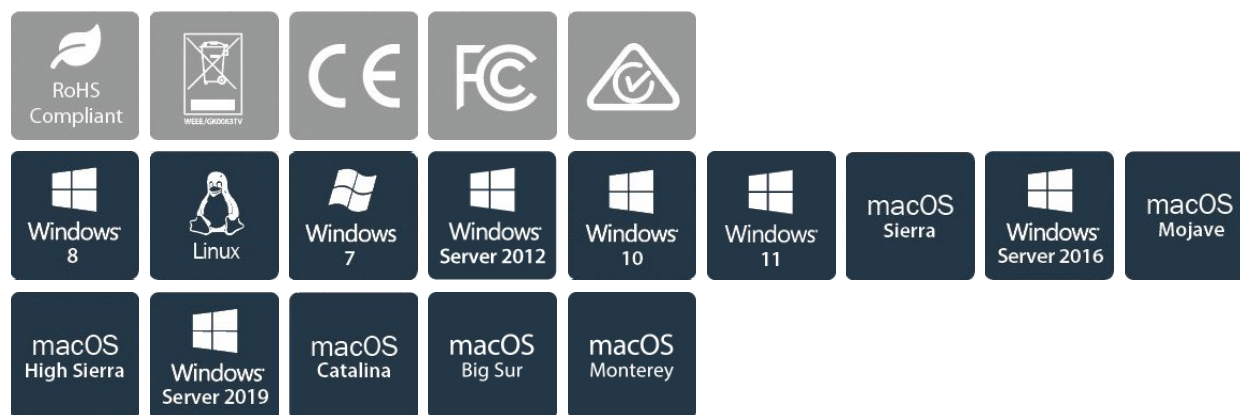 RoHS
Compliant
WEEE/GK0063TV
CE
FC
Windows
8
Linux
Windows
7
Windows
Server 2012
Windows
10
Windows
11
macOS
Sierra
Windows
Server 2016
macOS
Mojave
macOS
High Sierra
Windows
Server 2019
macOS
Catalina
macOS
Big Sur
macOS
Monterey